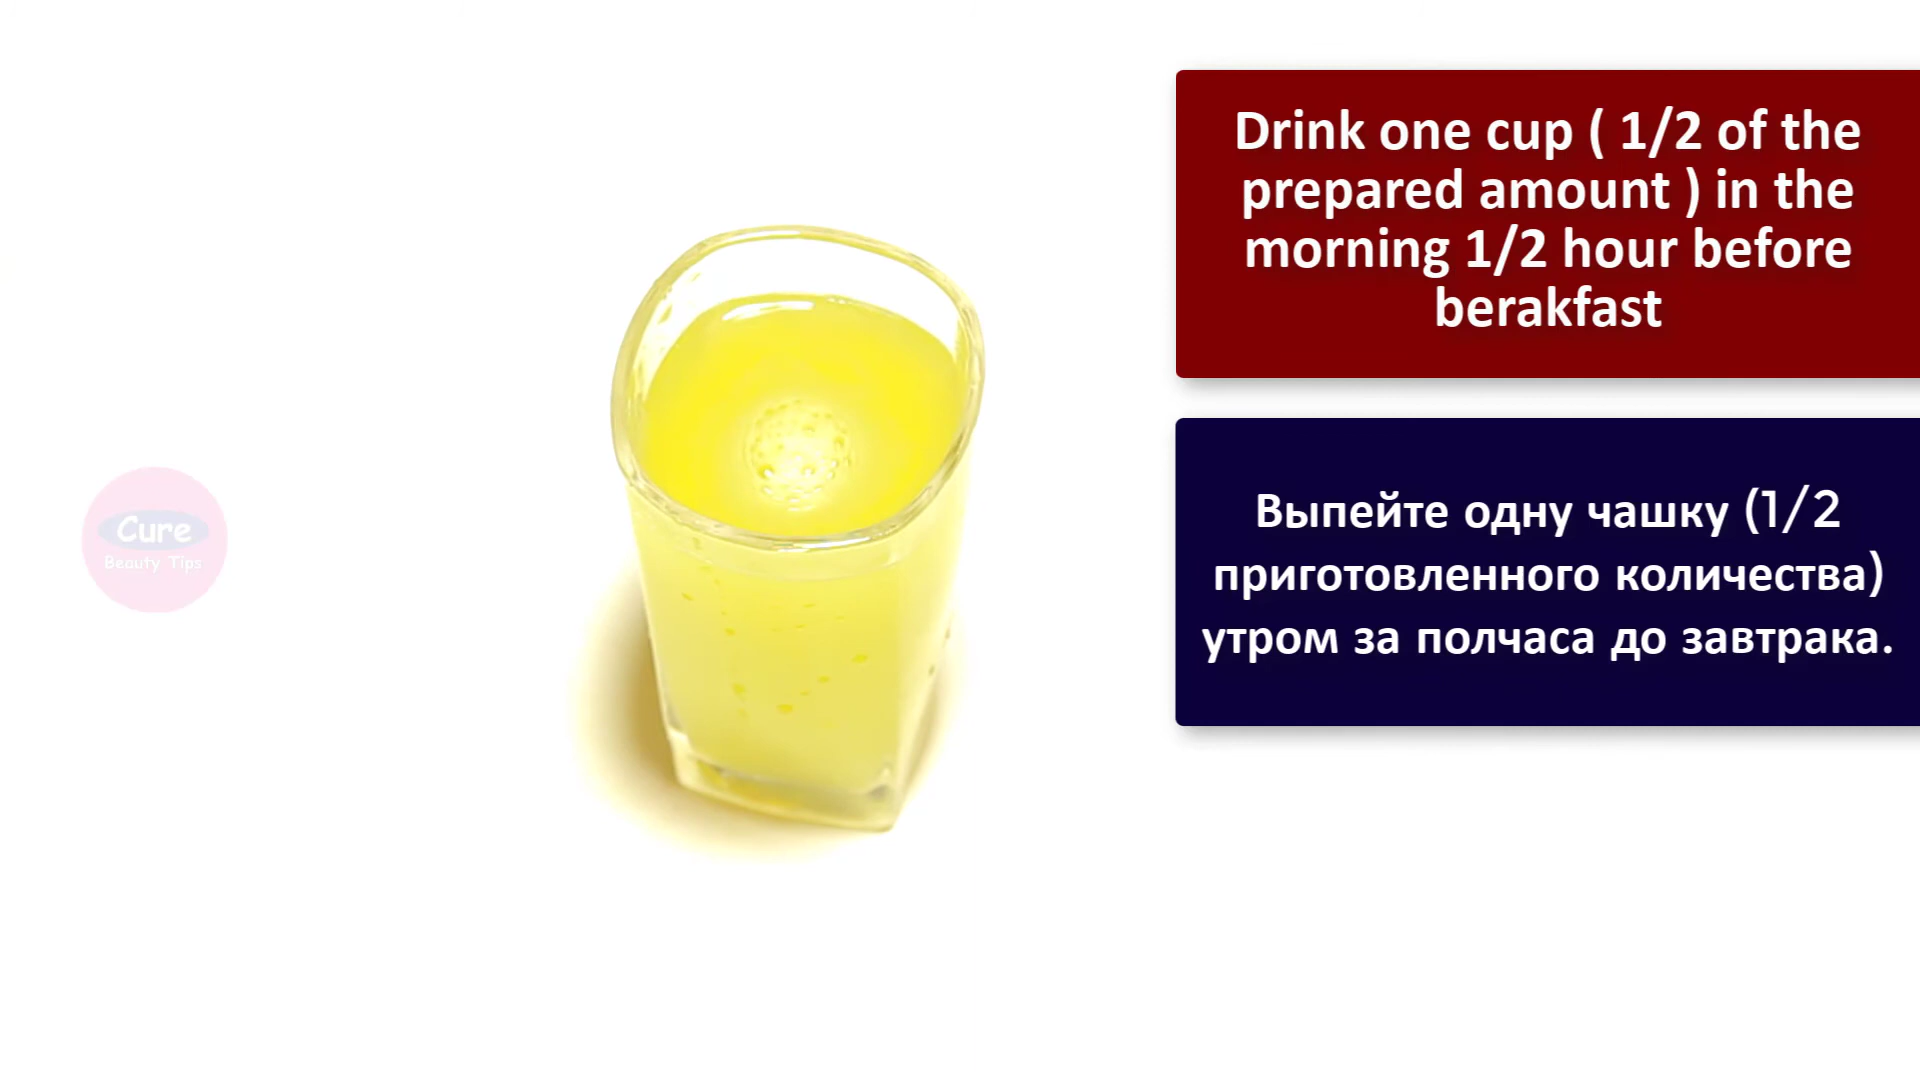 Drink one cup ( 1/2 of the
prepared amount ) in the
morning 1/2 hour before
berakfast
Выпейте одну чашку (1/2
приготовленного количества)
утром за полчаса до завтрака.
Cure
Beauty Tips